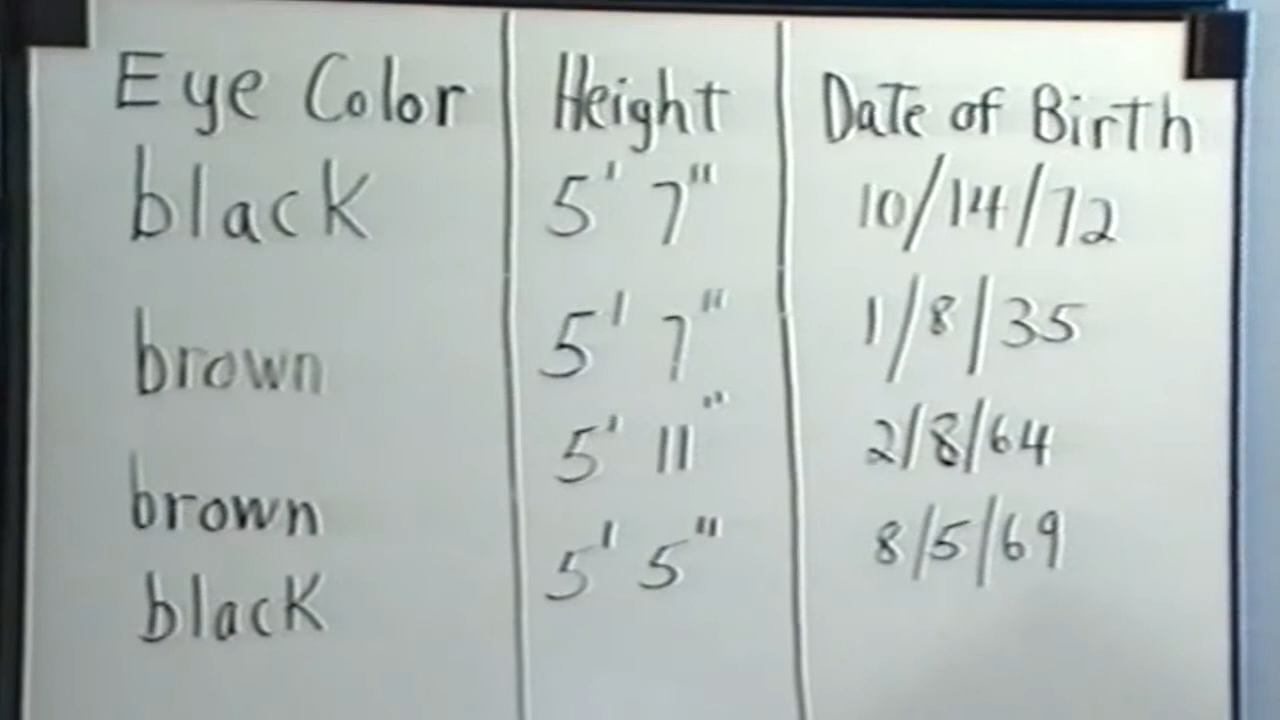 Eye Color Height Date of Birth
black 5' 7" 10/14/72
brown 5' 7" 1/8/35
brown 5' 11" 2/8/64
black 5' 5" 8/5/69